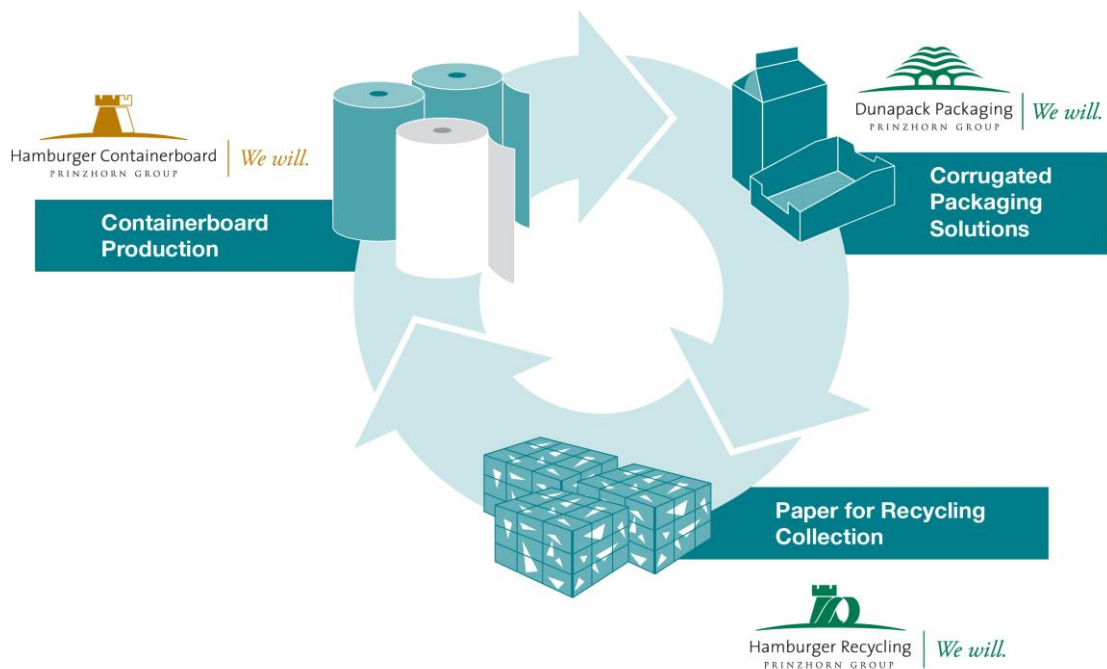 Dunapack Packaging
PRINZHORN GROUP
We will.
Hamburger Containerboard
PRINZHORN GROUP
We will.
Corrugated
Packaging
Solutions
Containerboard
Production
Paper for Recycling
Collection
Hamburger Recycling
PRINZHORN GROUP
We will.